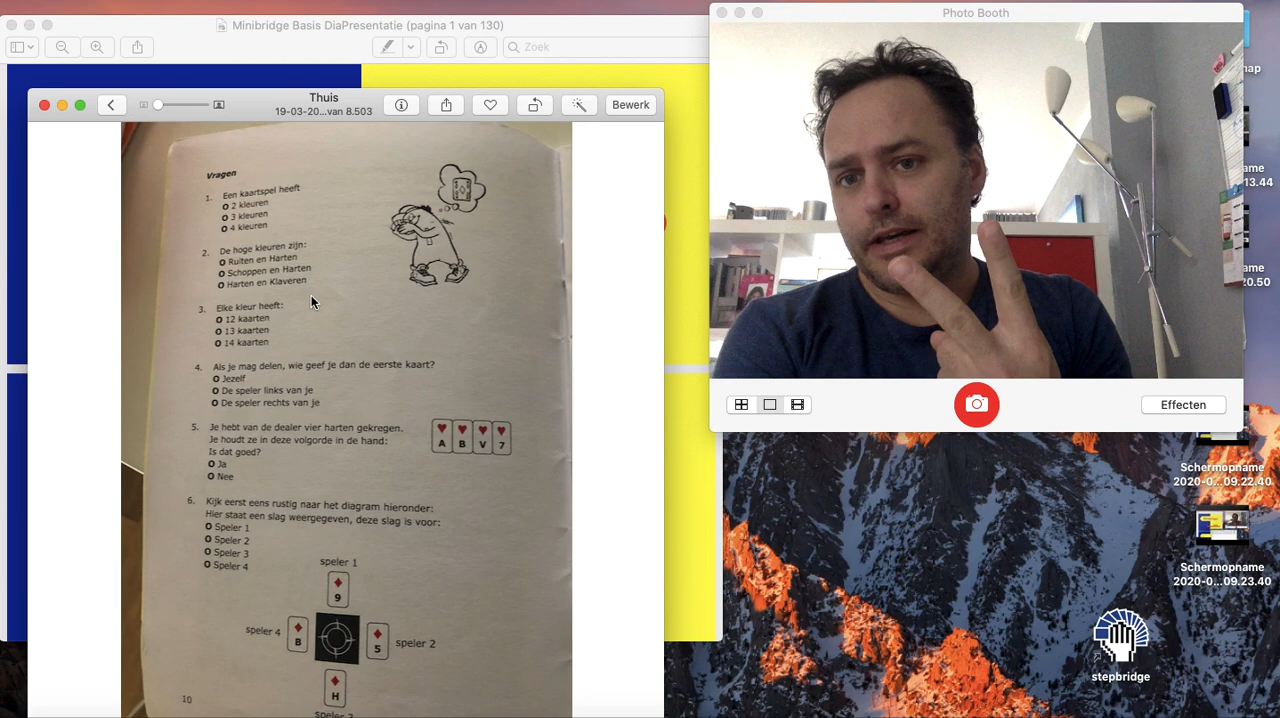 Minibridge Basis DiaPresentatie (pagina 1 van 130)
Zoek
Photo Booth
Thuis
19-03-20...van 8.503
Bewerk
Vragen
1. Een kaartspel heeft
O 2 kleuren
O 3 kleuren
O 4 kleuren
2. De hoge kleuren zijn:
O Ruiten en Harten
O Schoppen en Harten
O Harten en Klaveren
3. Elke kleur heeft:
O 12 kaarten
O 13 kaarten
O 14 kaarten
4. Als je mag delen, wie geef je dan de eerste kaart?
O Jezelf
O De speler links van je
O De speler rechts van je
5. Je hebt van de dealer vier harten gekregen.
Je houdt ze in deze volgorde in de hand:
Is dat goed?
O Ja
O Nee
A B V 7
6. Kijk eerst eens rustig naar het diagram hieronder:
Hier staat een slag weergegeven, deze slag is voor:
O Speler 1
O Speler 2
O Speler 3
O Speler 4
speler 1
9
speler 4 B
5 speler 2
H
10
Effecten
13.44
20.50
Schermopname
2020-0...09.22.40
Schermopname
2020-0...09.23.40
stepbridge